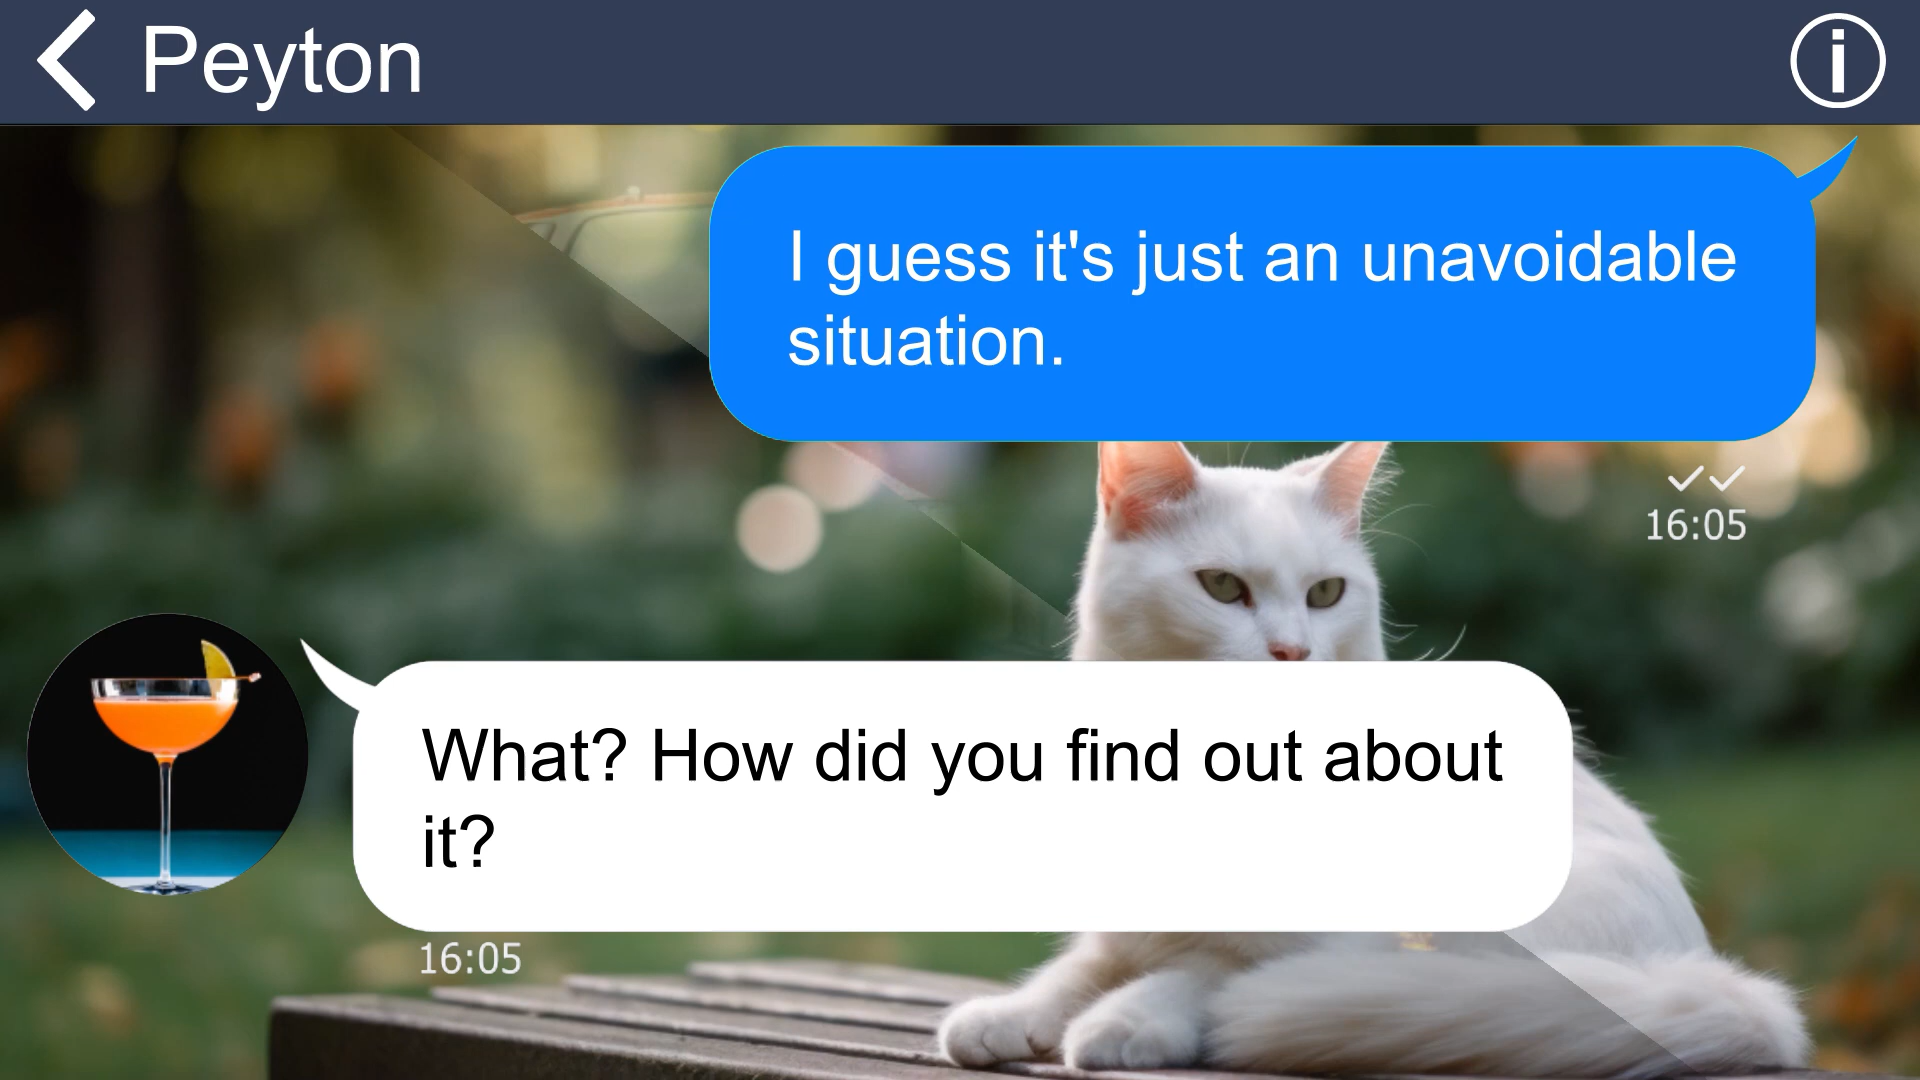 Peyton
I guess it's just an unavoidable
situation.
16:05
What? How did you find out about
it?
16:05